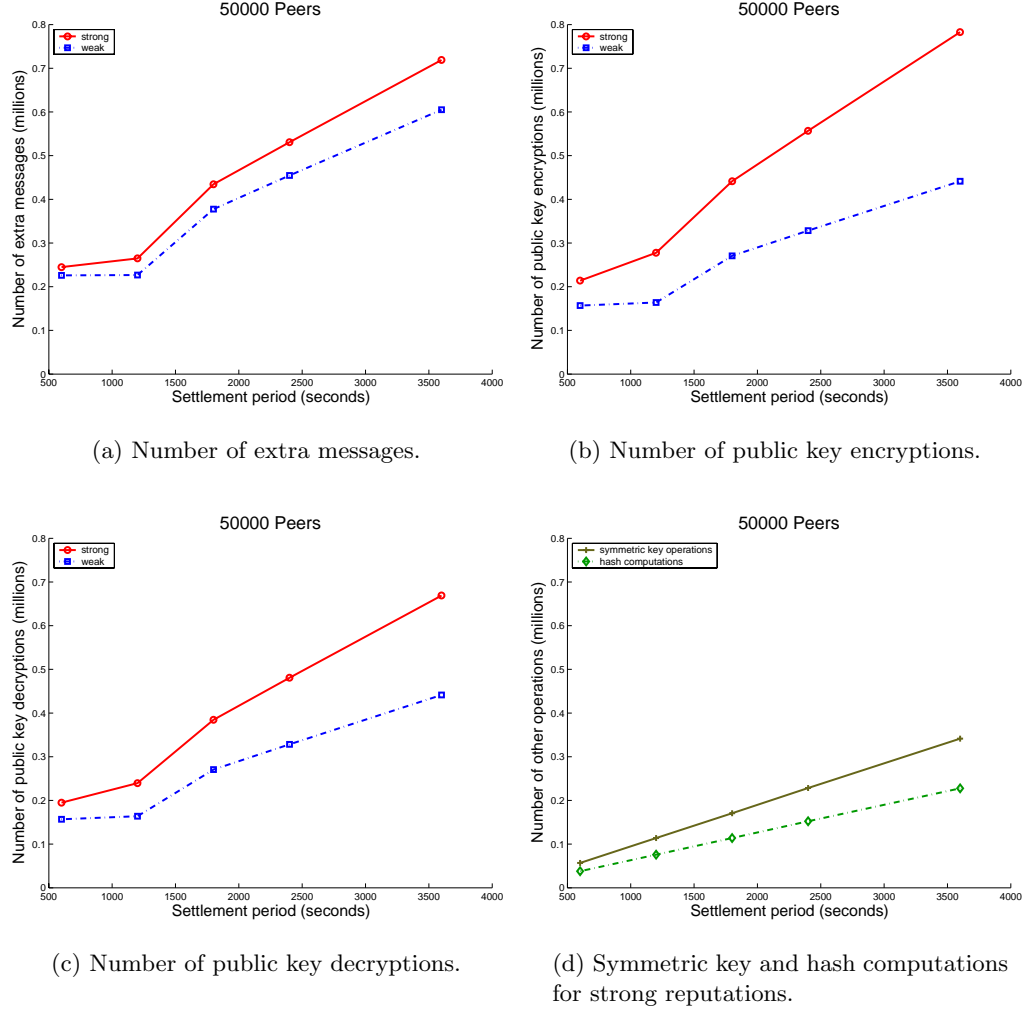 50000 Peers
strong
weak
Number of extra messages (millions)
0.8
0.7
0.6
0.5
0.4
0.3
0.2
0.1
0
500 1000 1500 2000 2500 3000 3500 4000
Settlement period (seconds)
(a) Number of extra messages.
50000 Peers
strong
weak
Number of public key encryptions (millions)
0.8
0.7
0.6
0.5
0.4
0.3
0.2
0.1
0
500 1000 1500 2000 2500 3000 3500 4000
Settlement period (seconds)
(b) Number of public key encryptions.
50000 Peers
strong
weak
Number of public key decryptions (millions)
0.8
0.7
0.6
0.5
0.4
0.3
0.2
0.1
0
500 1000 1500 2000 2500 3000 3500 4000
Settlement period (seconds)
(c) Number of public key decryptions.
50000 Peers
symmetric key operations
hash computations
Number of other operations (millions)
0.8
0.7
0.6
0.5
0.4
0.3
0.2
0.1
0
500 1000 1500 2000 2500 3000 3500 4000
Settlement period (seconds)
(d) Symmetric key and hash computations
for strong reputations.